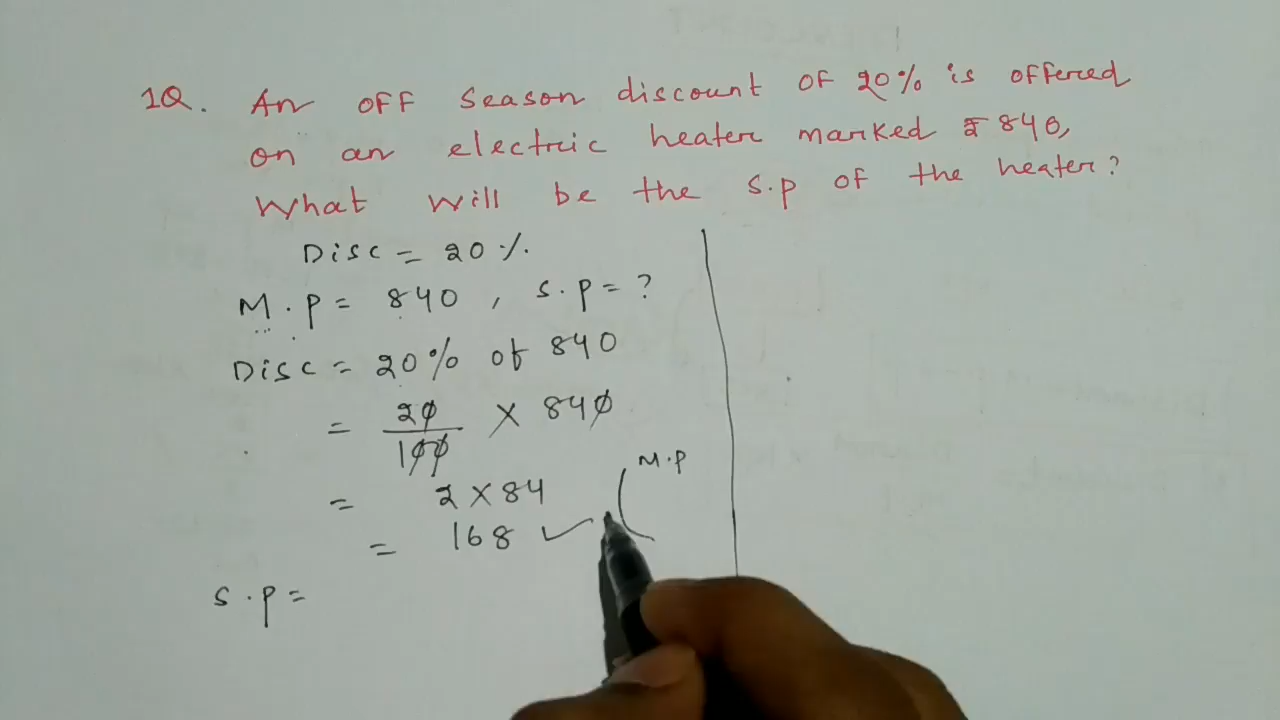 1Q. An OFF Season discount OF 20% is offered
on an electric heater marked ₹ 840,
What will be the S.p of the heater?
Disc = 20%.
M.p = 840, S.p = ?
Disc = 20% of 840
= 20/100 × 840
= 2 × 84
= 168 ✓
M.P
S.p =